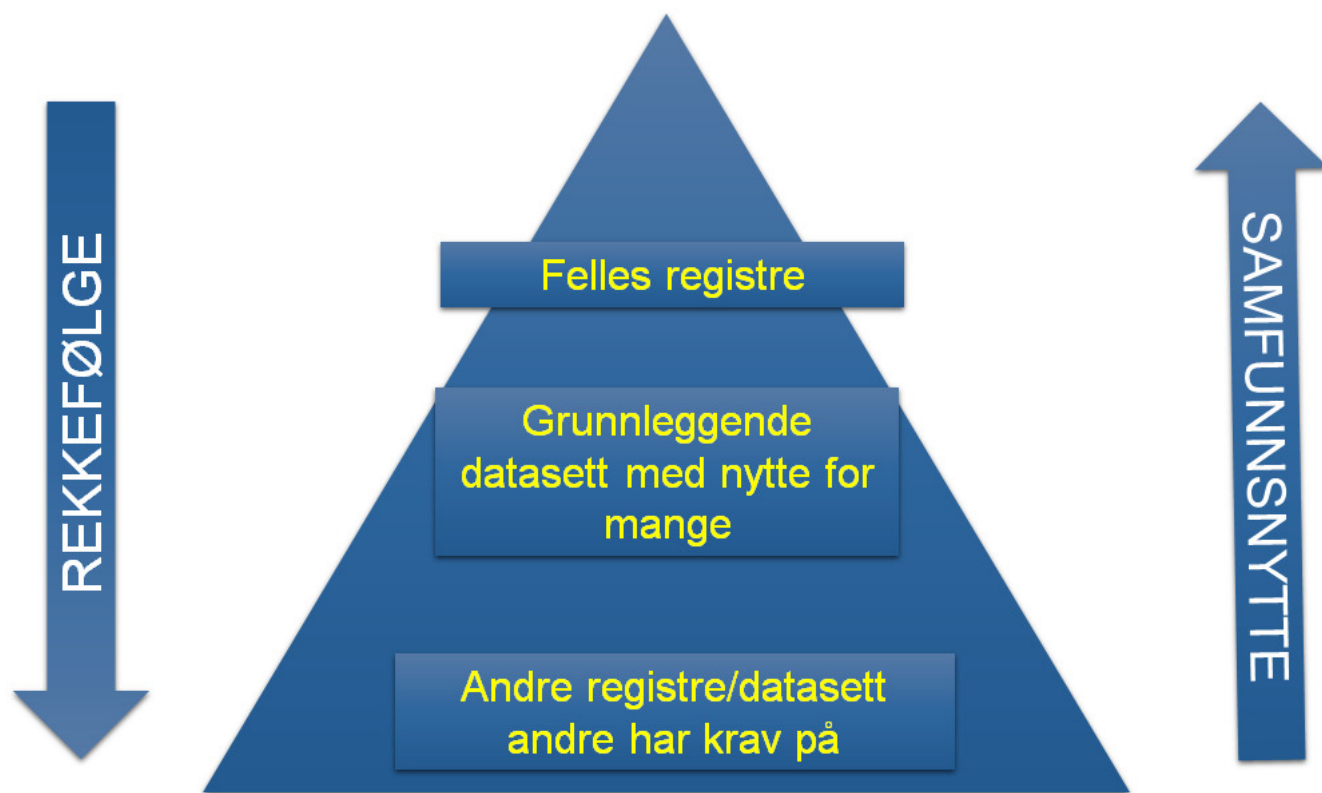 REKKEFØLGE
Felles registre
Grunnleggende
datasett med nytte for
mange
Andre registre/datasett
andre har krav på
SAMFUNNSNYTTE